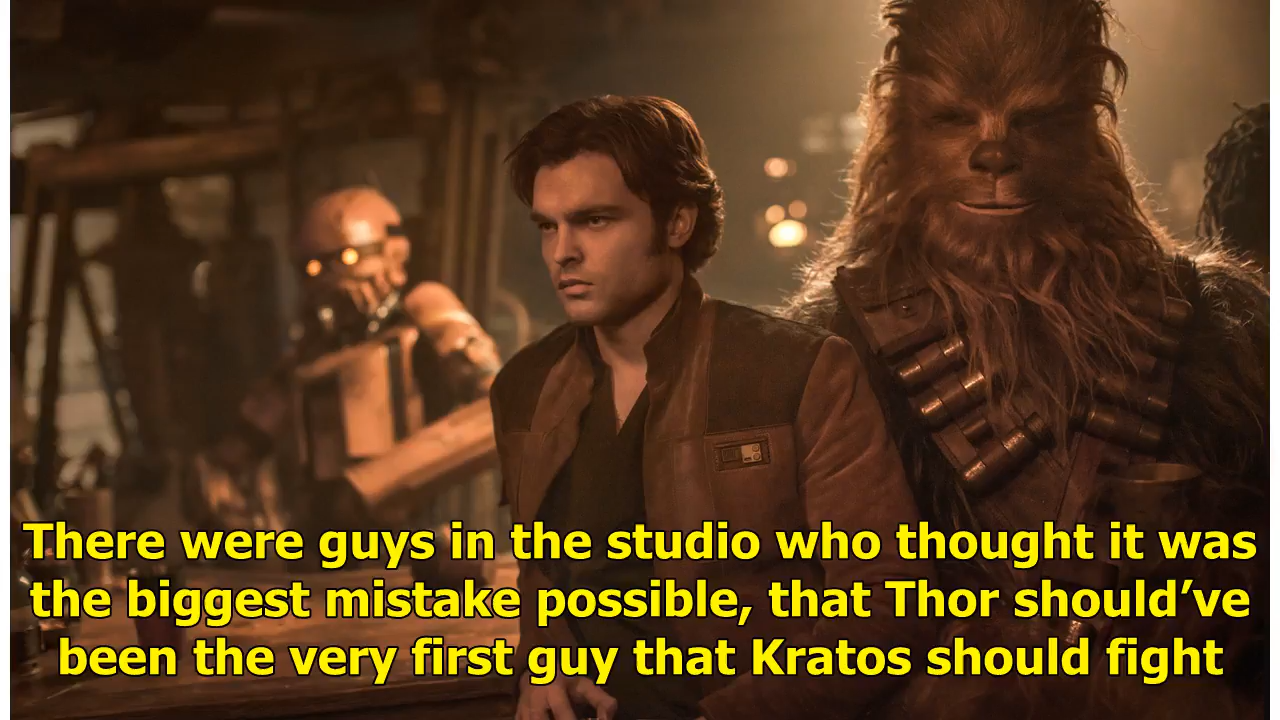 There were guys in the studio who thought it was
the biggest mistake possible, that Thor should’ve
been the very first guy that Kratos should fight